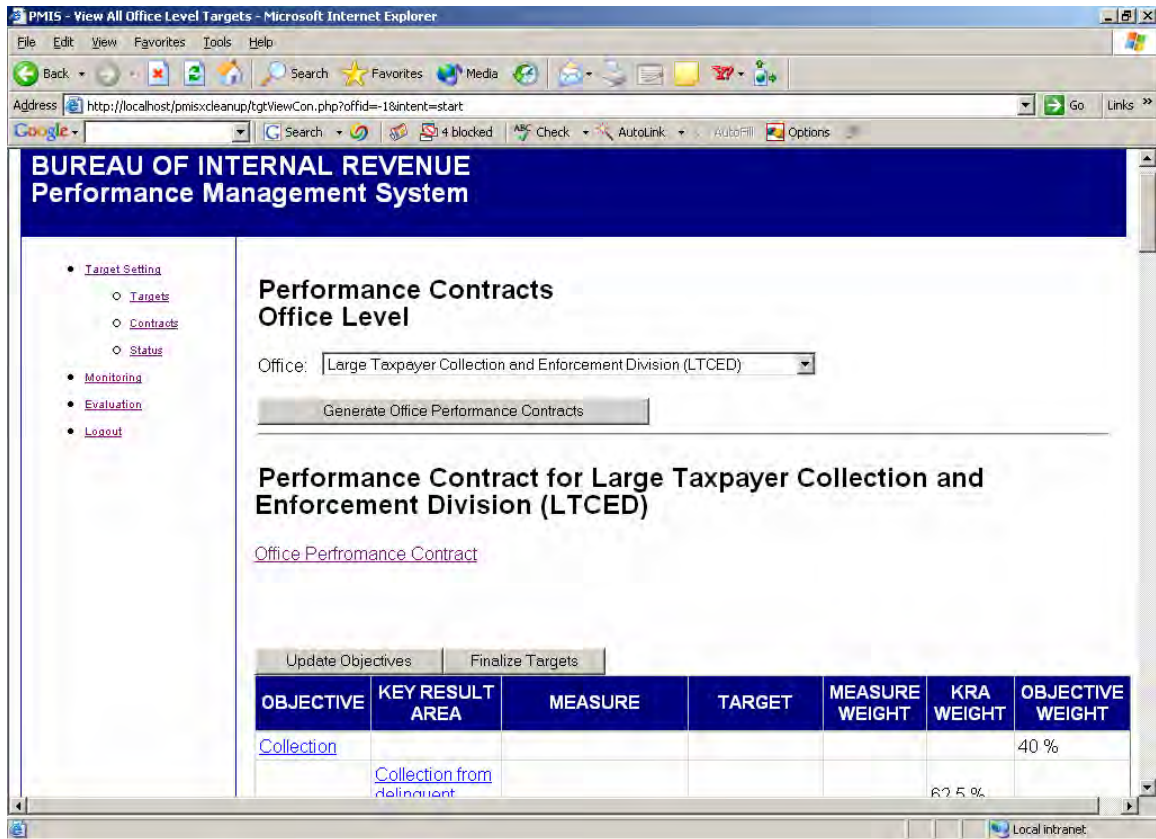 PMIS - View All Office Level Targets - Microsoft Internet Explorer
File Edit View Favorites Tools Help
Back Search Favorites Media
Address http://localhost/pmisxcleanup/tgtViewCon.php?offid=-1&intent=start Go Links »
Google Search 4 blocked ABC Check AutoLink AutoFill Options
BUREAU OF INTERNAL REVENUE
Performance Management System
Target Setting
Targets
Contracts
Status
Monitoring
Evaluation
Logout
Performance Contracts
Office Level
Office: Large Taxpayer Collection and Enforcement Division (LTCED)
Generate Office Performance Contracts
Performance Contract for Large Taxpayer Collection and
Enforcement Division (LTCED)
Office Perfromance Contract
Update Objectives Finalize Targets
OBJECTIVE KEY RESULT AREA MEASURE TARGET MEASURE WEIGHT KRA WEIGHT OBJECTIVE WEIGHT
Collection 40 %
Collection from
delinquent 62.5 %
Local intranet